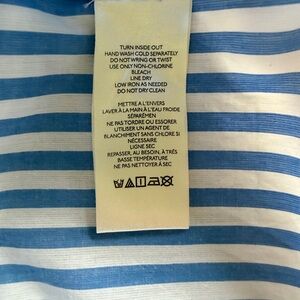 TURN INSIDE OUT
HAND WASH COLD SEPARATELY
DO NOT WRING OR TWIST
USE ONLY NON-CHLORINE
BLEACH
LINE DRY
LOW IRON AS NEEDED
DO NOT DRY CLEAN
METTRE A L'ENVERS
LAVER À LA MAIN À L'EAU FROIDE
SÉPARÉMEN
NE PAS TORDRE OU ESSORER
UTILISER UN AGENT DE
BLANCHIMENT SANS CHLORE SI
NÉCESSAIRE
LIGNE SEC
REPASSER, AU BESOIN, À TRÈS
BASSE TEMPÉRATURE
NE PAS NETTOYER À SEC